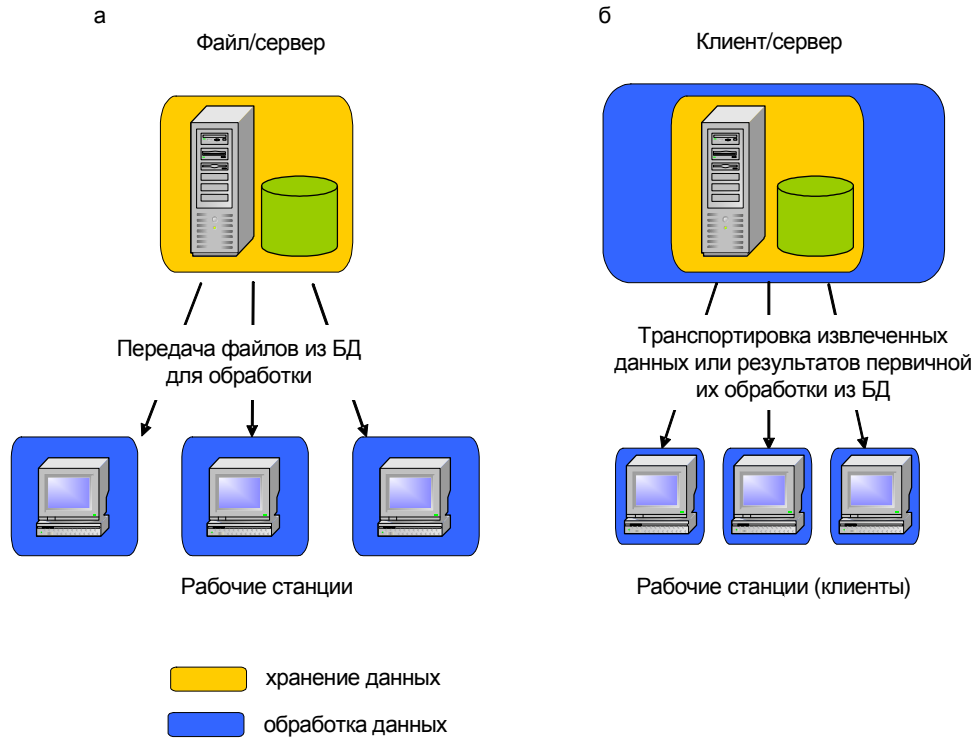 а
Файл/сервер
Передача файлов из БД
для обработки
Рабочие станции
б
Клиент/сервер
Транспортировка извлеченных
данных или результатов первичной
их обработки из БД
Рабочие станции (клиенты)
хранение данных
обработка данных